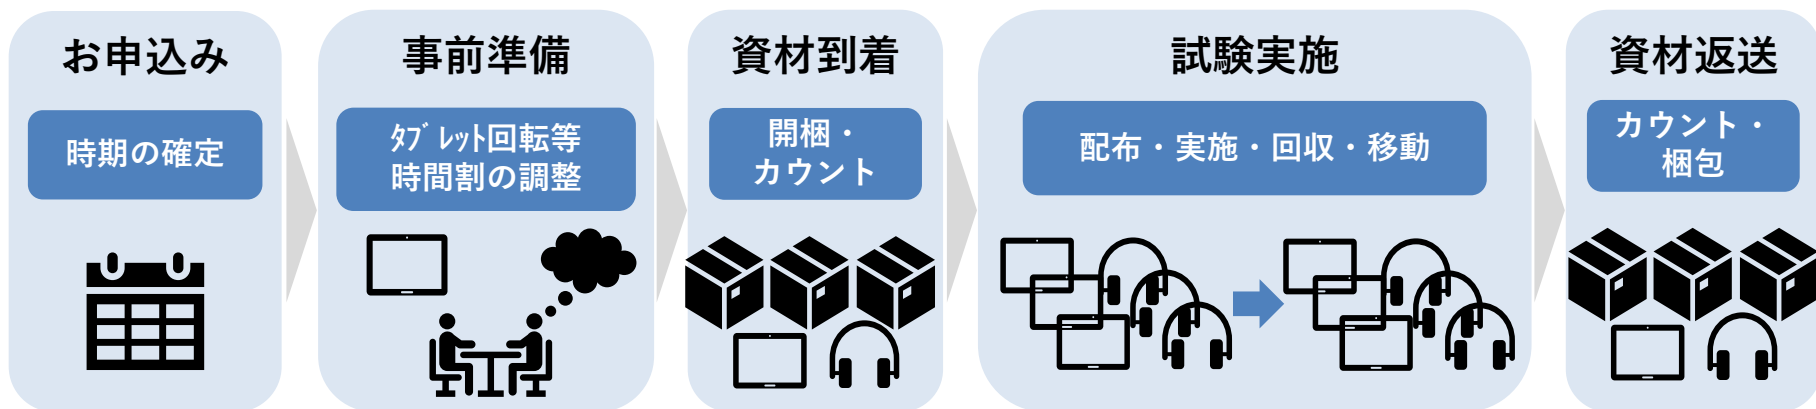 お申込み
時期の確定
事前準備
ﾀﾌﾞﾚｯﾄ回転等
時間割の調整
資材到着
開梱・
カウント
試験実施
配布・実施・回収・移動
資材返送
カウント・
梱包